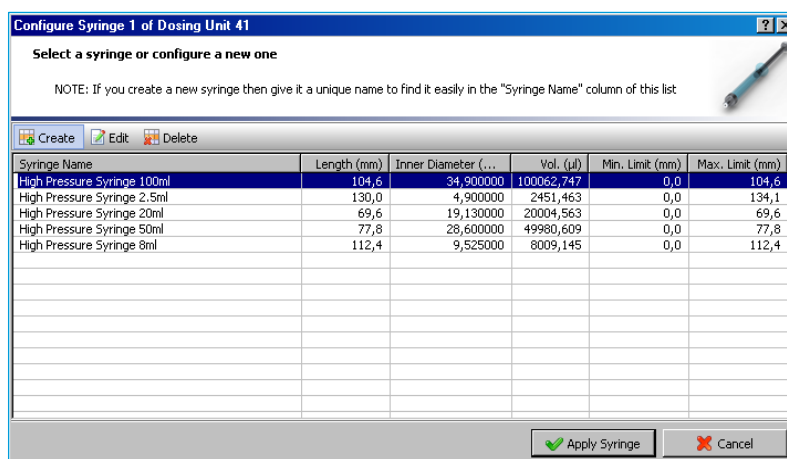 Configure Syringe 1 of Dosing Unit 41
Select a syringe or configure a new one
NOTE: If you create a new syringe then give it a unique name to find it easily in the "Syringe Name" column of this list
Create Edit Delete
Syringe Name Length (mm) Inner Diameter (... Vol. (µl) Min. Limit (mm) Max. Limit (mm)
High Pressure Syringe 100ml 104,6 34,900000 100062,747 0,0 104,6
High Pressure Syringe 2.5ml 130,0 4,900000 2451,463 0,0 134,1
High Pressure Syringe 20ml 69,6 19,130000 20004,563 0,0 69,6
High Pressure Syringe 50ml 77,8 28,600000 49980,609 0,0 77,8
High Pressure Syringe 8ml 112,4 9,525000 8009,145 0,0 112,4
Apply Syringe Cancel